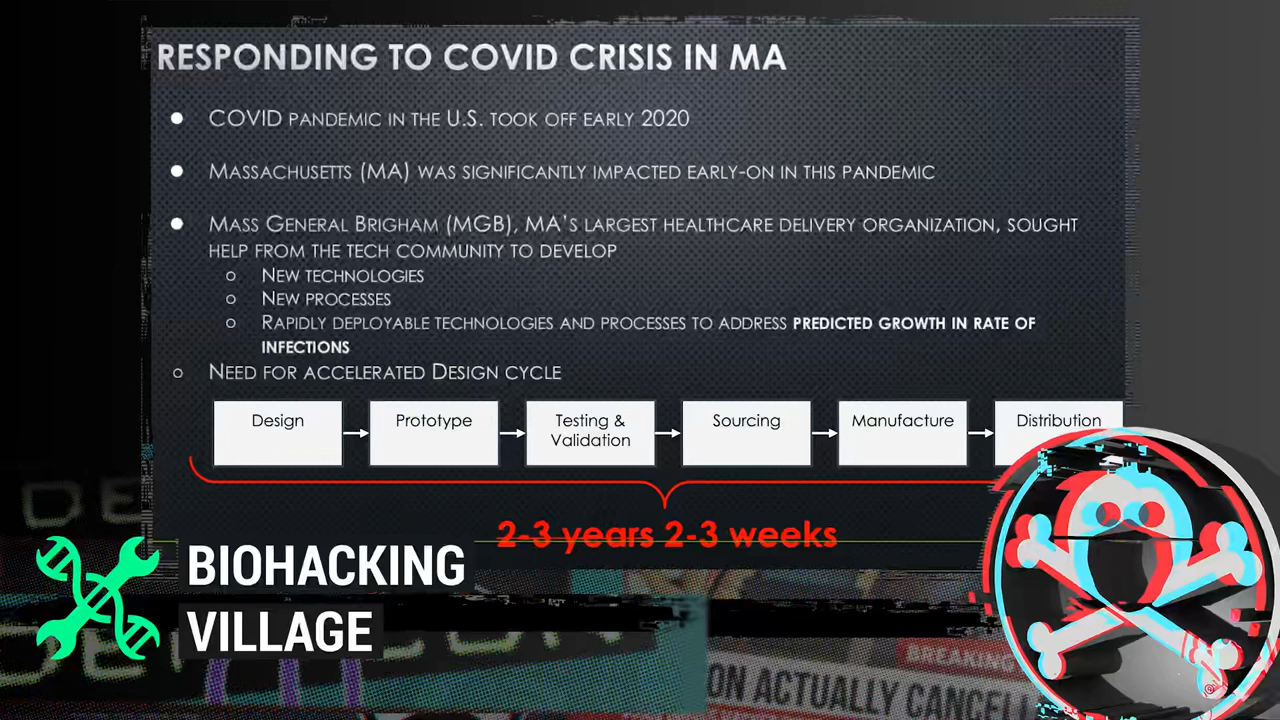 RESPONDING TO COVID CRISIS IN MA
COVID PANDEMIC IN THE U.S. TOOK OFF EARLY 2020
MASSACHUSETTS (MA) WAS SIGNIFICANTLY IMPACTED EARLY-ON IN THIS PANDEMIC
MASS GENERAL BRIGHAM (MGB), MA'S LARGEST HEALTHCARE DELIVERY ORGANIZATION, SOUGHT
HELP FROM THE TECH COMMUNITY TO DEVELOP
NEW TECHNOLOGIES
NEW PROCESSES
RAPIDLY DEPLOYABLE TECHNOLOGIES AND PROCESSES TO ADDRESS PREDICTED GROWTH IN RATE OF
INFECTIONS
NEED FOR ACCELERATED DESIGN CYCLE
Design
Prototype
Testing &
Validation
Sourcing
Manufacture
Distribution
2-3 years 2-3 weeks
BIOHACKING
VILLAGE
BREAKING
ON ACTUALLY